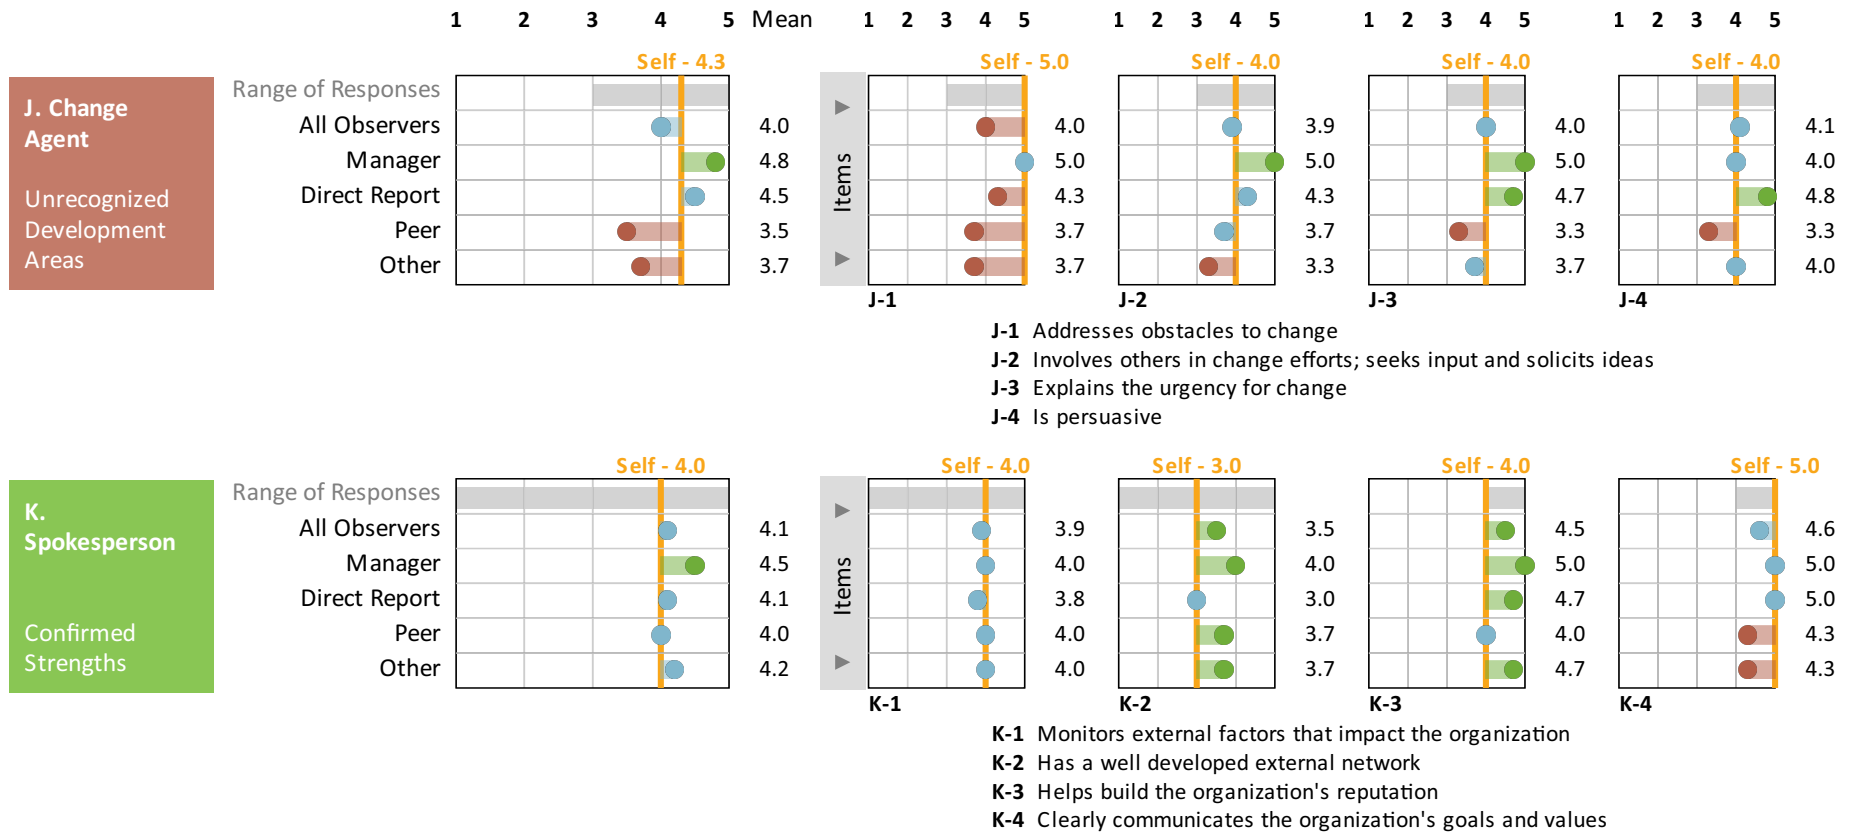 1 2 3 4 5 Mean 1 2 3 4 5 1 2 3 4 5 1 2 3 4 5 1 2 3 4 5
Self - 4.3 Self - 5.0 Self - 4.0 Self - 4.0 Self - 4.0
J. Change
Agent
Unrecognized
Development
Areas
Range of Responses
All Observers 4.0 4.0 3.9 4.0 4.1
Manager 4.8 5.0 5.0 5.0 4.0
Direct Report 4.5 4.3 4.3 4.7 4.8
Peer 3.5 3.7 3.7 3.3 3.3
Other 3.7 3.7 3.3 3.7 4.0
Items
J-1 J-2 J-3 J-4
J-1 Addresses obstacles to change
J-2 Involves others in change efforts; seeks input and solicits ideas
J-3 Explains the urgency for change
J-4 Is persuasive
Self - 4.0 Self - 4.0 Self - 3.0 Self - 4.0 Self - 5.0
K.
Spokesperson
Confirmed
Strengths
Range of Responses
All Observers 4.1 3.9 3.5 4.5 4.6
Manager 4.5 4.0 4.0 5.0 5.0
Direct Report 4.1 3.8 3.0 4.7 5.0
Peer 4.0 4.0 3.7 4.0 4.3
Other 4.2 4.0 3.7 4.7 4.3
Items
K-1 K-2 K-3 K-4
K-1 Monitors external factors that impact the organization
K-2 Has a well developed external network
K-3 Helps build the organization's reputation
K-4 Clearly communicates the organization's goals and values